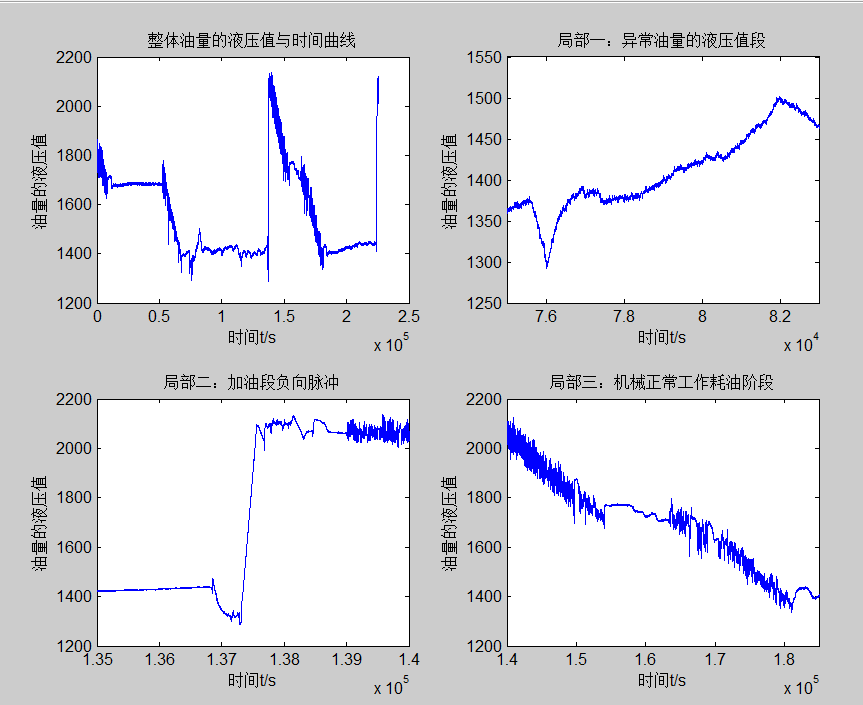 整体油量的液压值与时间曲线
油量的液压值
2200
2000
1800
1600
1400
1200
0 0.5 1 1.5 2 2.5
时间t/s
x 10^5
局部一：异常油量的液压值段
油量的液压值
1550
1500
1450
1400
1350
1300
1250
7.6 7.8 8 8.2
时间t/s
x 10^4
局部二：加油段负向脉冲
油量的液压值
2200
2000
1800
1600
1400
1200
1.35 1.36 1.37 1.38 1.39 1.4
时间t/s
x 10^5
局部三：机械正常工作耗油阶段
油量的液压值
2200
2000
1800
1600
1400
1200
1.4 1.5 1.6 1.7 1.8
时间t/s
x 10^5